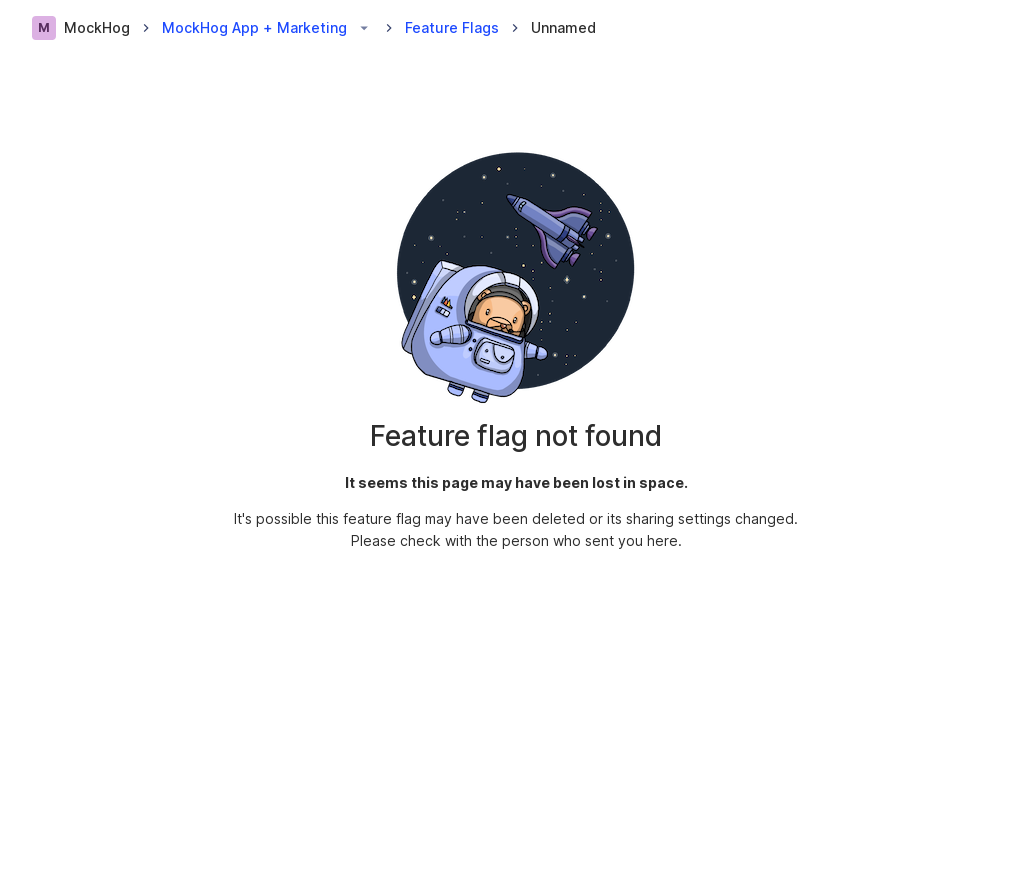 M MockHog MockHog App + Marketing Feature Flags Unnamed
Feature flag not found
It seems this page may have been lost in space.
It's possible this feature flag may have been deleted or its sharing settings changed.
Please check with the person who sent you here.